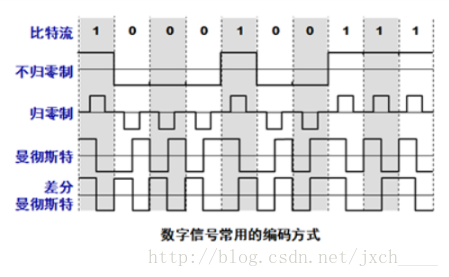 比特流 1 0 0 0 1 0 0 1 1 1
不归零制
归零制
曼彻斯特
差分
曼彻斯特
数字信号常用的编码方式
http://blog.csdn.net/jxch____